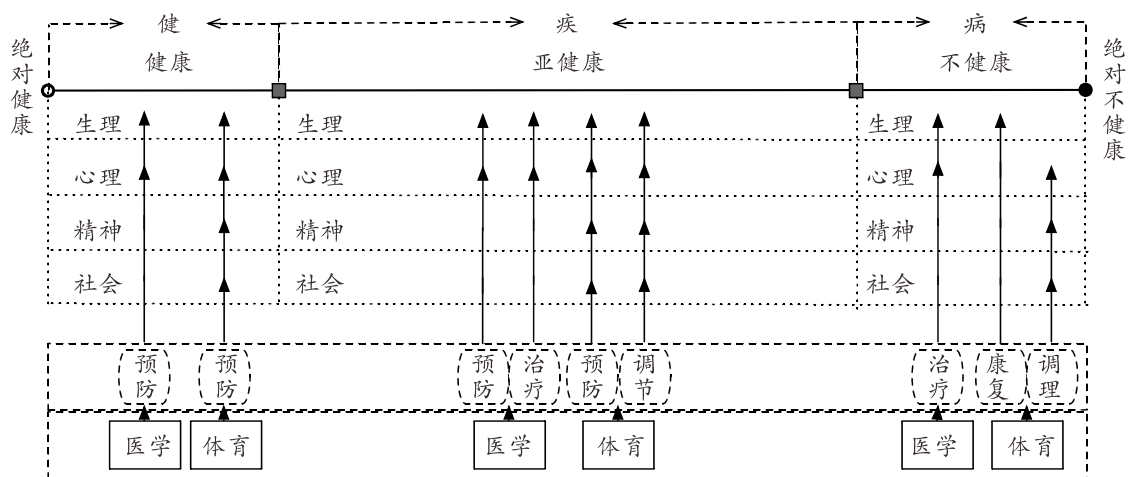 健 疾 病
绝对健康
健康 亚健康 不健康
绝对不健康
生理 生理 生理
心理 心理 心理
精神 精神 精神
社会 社会 社会
预防 预防 预防 治疗 预防 调节 治疗 康复 调理
医学 体育 医学 体育 医学 体育